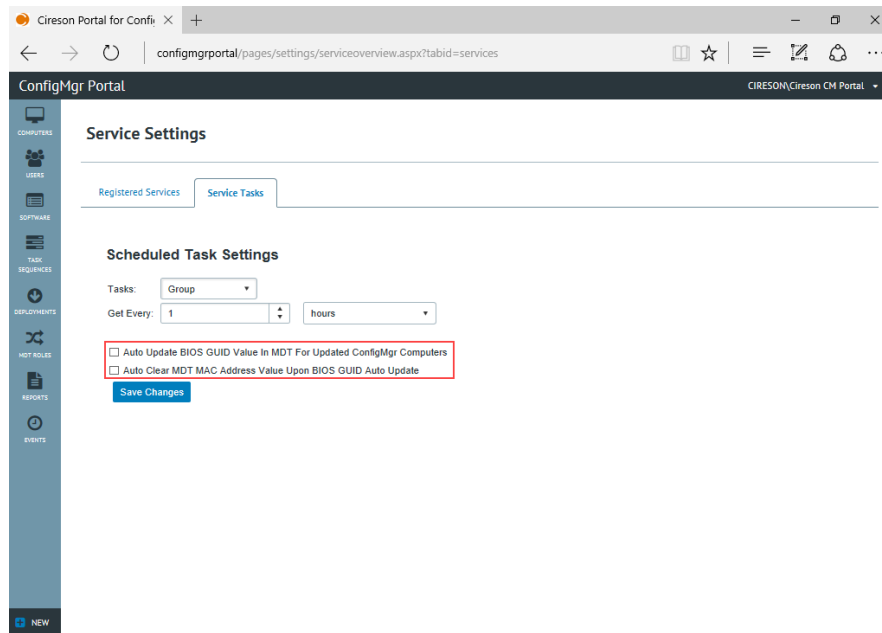 Cireson Portal for Config
configmgrportal/pages/settings/serviceoverview.aspx?tabid=services
ConfigMgr Portal
CIRESON\Cireson CM Portal
COMPUTERS
USERS
SOFTWARE
TASK
SEQUENCES
DEPLOYMENTS
MDT ROLES
REPORTS
EVENTS
NEW
Service Settings
Registered Services
Service Tasks
Scheduled Task Settings
Tasks: Group
Get Every: 1 hours
Auto Update BIOS GUID Value In MDT For Updated ConfigMgr Computers
Auto Clear MDT MAC Address Value Upon BIOS GUID Auto Update
Save Changes